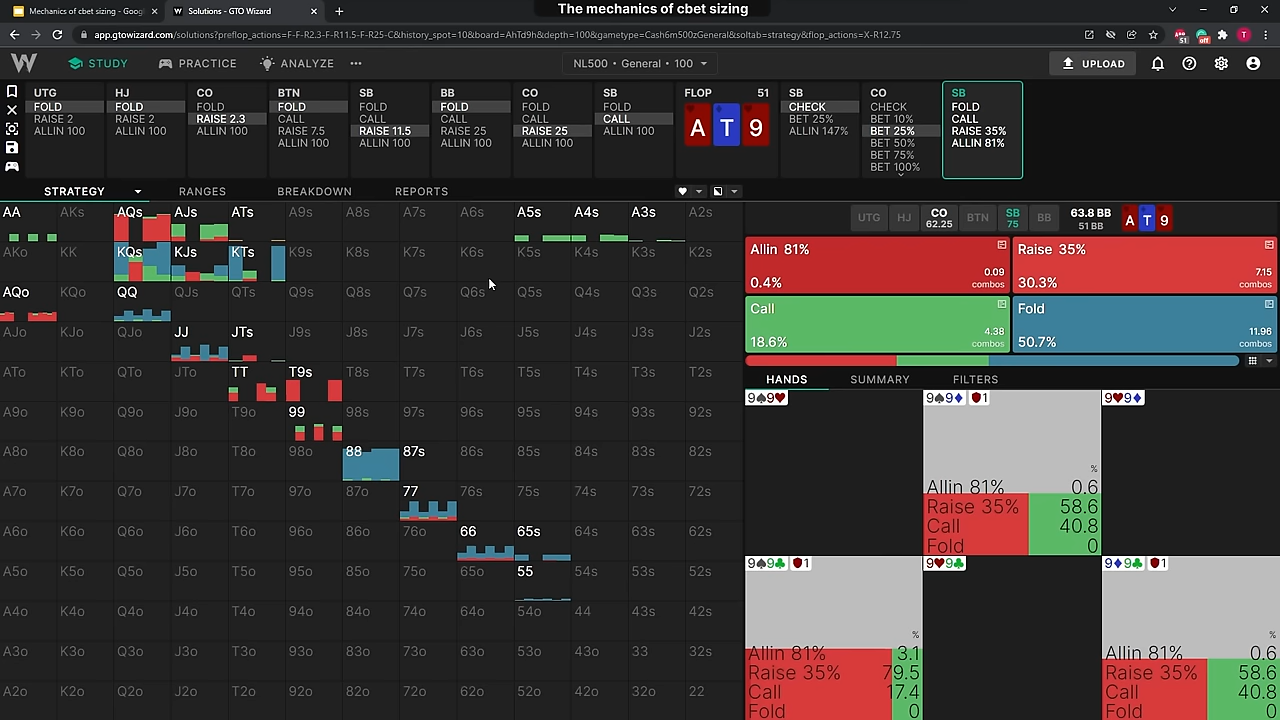 The mechanics of cbet sizing
Mechanics of cbet sizing - Googl
Solutions - GTO Wizard
app.gtowizard.com/solutions?preflop_actions=F-F-R2.3-F-R11.5-F-R25-C&history_spot=10&board=AhTd9h&depth=100&gametype=Cash6m500zGeneral&soltab=strategy&flop_actions=X-R12.75
STUDY
PRACTICE
ANALYZE
NL500 • General • 100
UPLOAD
UTG
FOLD
RAISE 2
ALLIN 100
HJ
FOLD
RAISE 2
ALLIN 100
CO
FOLD
RAISE 2.3
ALLIN 100
BTN
FOLD
CALL
RAISE 7.5
ALLIN 100
SB
FOLD
CALL
RAISE 11.5
ALLIN 100
BB
FOLD
CALL
RAISE 25
ALLIN 100
CO
FOLD
CALL
RAISE 25
ALLIN 100
SB
FOLD
CALL
ALLIN 100
FLOP 51
A T 9
SB
CHECK
BET 25%
ALLIN 147%
CO
CHECK
BET 10%
BET 25%
BET 50%
BET 75%
BET 100%
SB
FOLD
CALL
RAISE 35%
ALLIN 81%
STRATEGY RANGES BREAKDOWN REPORTS
AA AKs AQs AJs ATs A9s A8s A7s A6s A5s A4s A3s A2s
AKo KK KQs KJs KTs K9s K8s K7s K6s K5s K4s K3s K2s
AQo KQo QQ QJs QTs Q9s Q8s Q7s Q6s Q5s Q4s Q3s Q2s
AJo KJo QJo JJ JTs J9s J8s J7s J6s J5s J4s J3s J2s
ATo KTo QTo JTo TT T9s T8s T7s T6s T5s T4s T3s T2s
A9o K9o Q9o J9o T9o 99 98s 97s 96s 95s 94s 93s 92s
A8o K8o Q8o J8o T8o 98o 88 87s 86s 85s 84s 83s 82s
A7o K7o Q7o J7o T7o 97o 87o 77 76s 75s 74s 73s 72s
A6o K6o Q6o J6o T6o 96o 86o 76o 66 65s 64s 63s 62s
A5o K5o Q5o J5o T5o 95o 85o 75o 65o 55 54s 53s 52s
A4o K4o Q4o J4o T4o 94o 84o 74o 64o 54o 44 43s 42s
A3o K3o Q3o J3o T3o 93o 83o 73o 63o 53o 43o 33 32s
A2o K2o Q2o J2o T2o 92o 82o 72o 62o 52o 42o 32o 22
UTG
HJ
CO
62.25
BTN
SB
75
BB
63.8 BB
51 BB
A T 9
Allin 81%
0.4%
0.09
combos
Raise 35%
30.3%
7.15
combos
Call
18.6%
4.38
combos
Fold
50.7%
11.96
combos
HANDS SUMMARY FILTERS
9♠9♥
9♠9♦ 1
%
Allin 81% 0.6
Raise 35% 58.6
Call 40.8
Fold 0
9♥9♦
9♠9♣ 1
%
Allin 81% 3.1
Raise 35% 79.5
Call 17.4
Fold 0
9♥9♣
9♦9♣ 1
%
Allin 81% 0.6
Raise 35% 58.6
Call 40.8
Fold 0